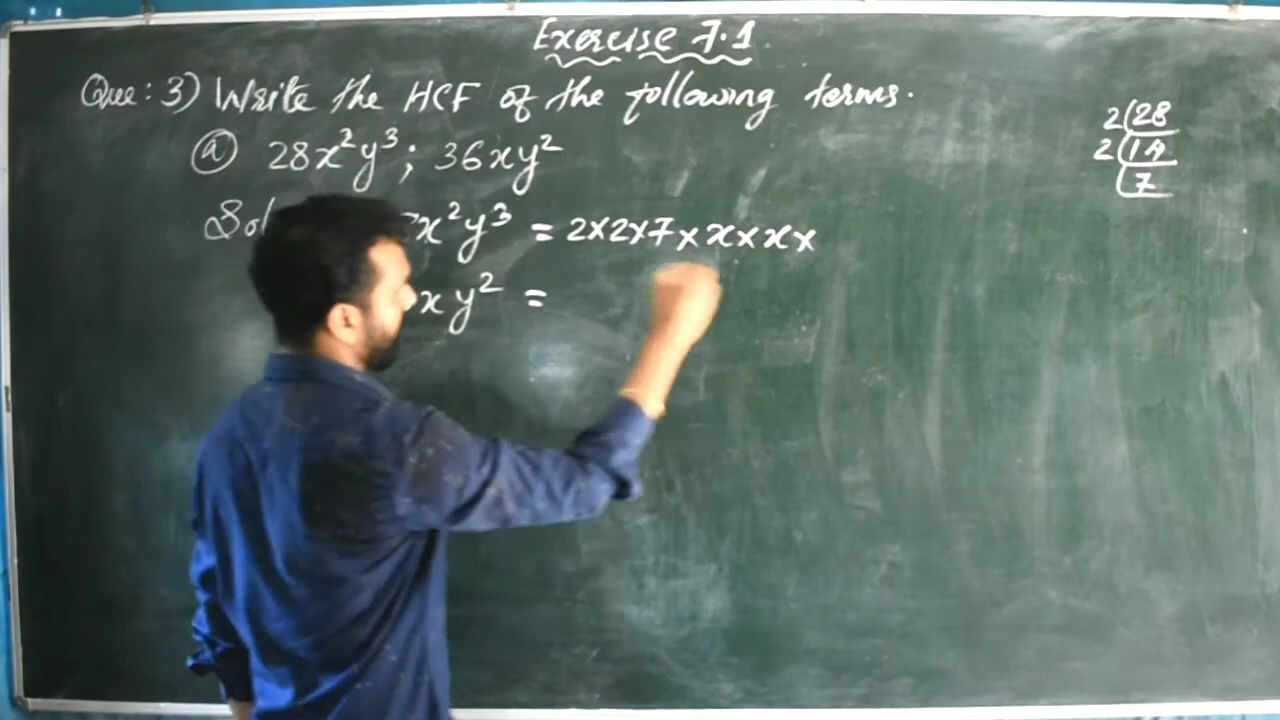 Exercise 7.1.
Que: 3) Write the HCF of the following terms.
(a) 28x²y³; 36xy²
Sol x²y³ = 2×2×7×x×x×
xy² =
2 28
2 14
7